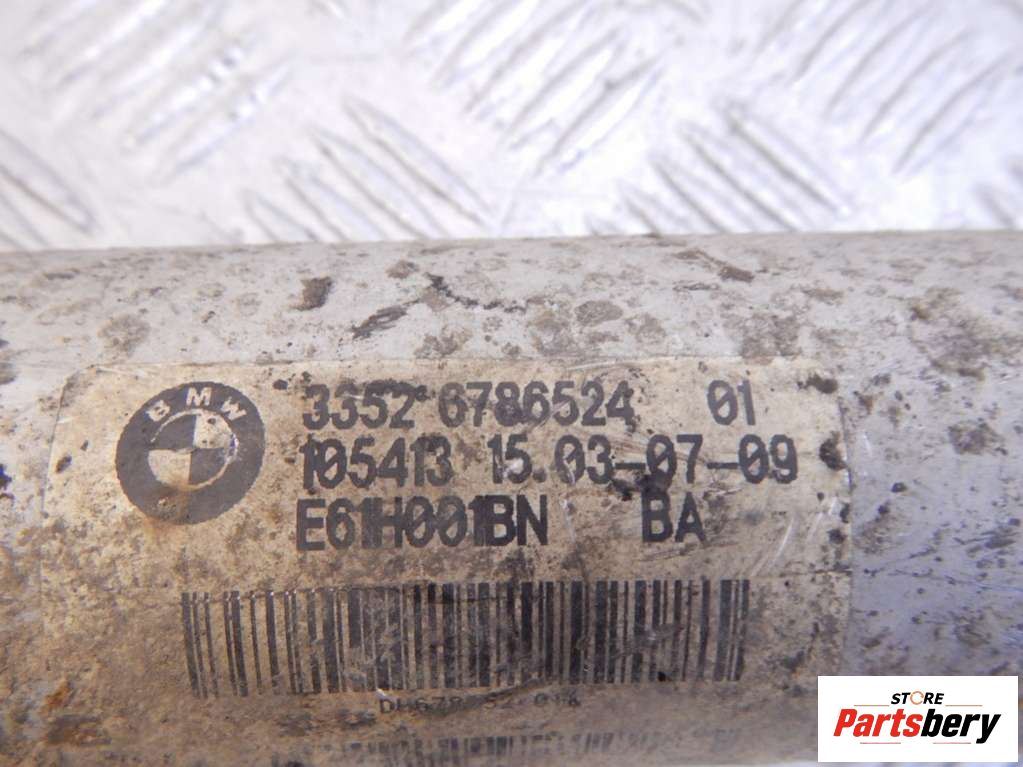 BMW
3352 6786524 01
105413 15.03-07-09
E61H001BN BA
STORE
Partsbery